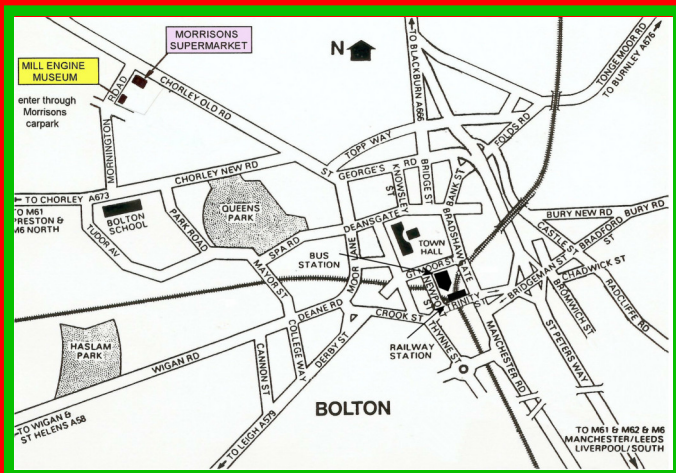 MORRISONS
SUPERMARKET
MILL ENGINE
MUSEUM
enter through
Morrisons
carpark
N
MORNINGTON
ROAD
CHORLEY OLD RD
TO BLACKBURN A666
TONGE MOOR RD
TO BURNLEY A676
TOPP WAY
FOLDS RD
CHORLEY NEW RD
ST GEORGE'S RD
KNOWSLEY
ST
BRIDGE ST
BANK ST
TO CHORLEY A673
TO M61
PRESTON &
M6 NORTH
BOLTON
SCHOOL
PARK ROAD
QUEENS
PARK
TUDOR AV
SPA RD
DEANSGATE
TOWN
HALL
BRADSHAWGATE
BURY NEW RD
BURY RD
BRADFORD
ST
CASTLE ST
BUS
STATION
MAYOR ST
MOOR LANE
NEWPORT
ST
TRINITY ST
BRIDGEMAN ST
CHADWICK ST
RADCLIFFE RD
BROMWICH ST
DEANE RD
CROOK ST
COLLEGE WAY
DERBY ST
RAILWAY
STATION
THYNNE ST
MANCHESTER RD
ST PETERS WAY
HASLAM
PARK
WIGAN RD
CANNON ST
BOLTON
TO WIGAN &
ST HELENS A58
TO LEIGH A579
TO M61 & M62 & M6
MANCHESTER/LEEDS
LIVERPOOL/SOUTH